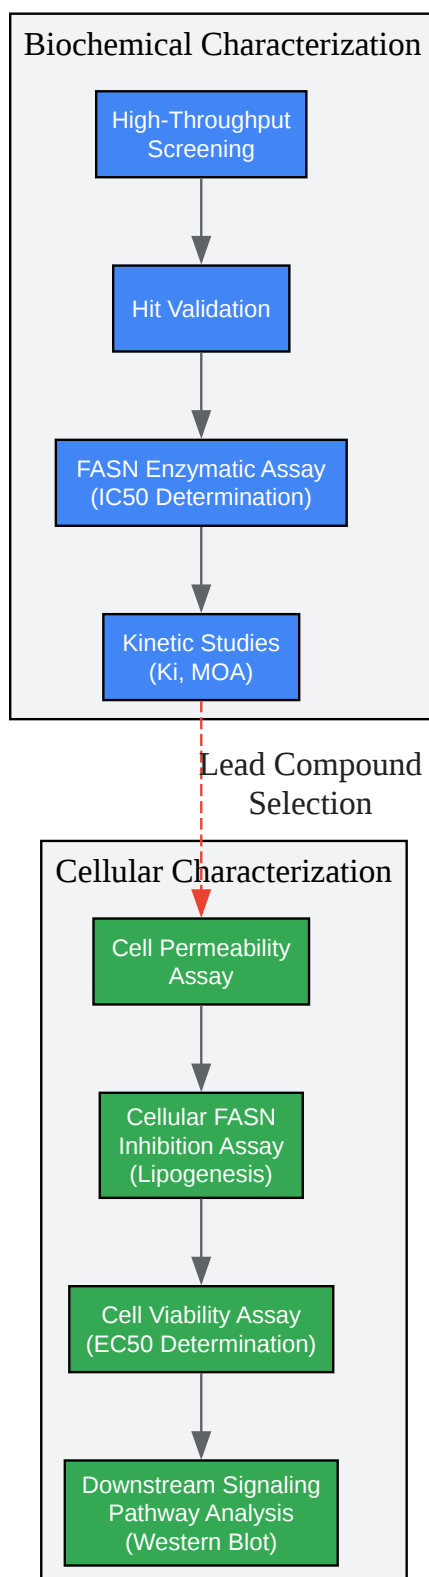 Biochemical Characterization
High-Throughput
Screening
Hit Validation
FASN Enzymatic Assay
(IC50 Determination)
Kinetic Studies
(Ki, MOA)
Lead Compound
Selection
Cellular Characterization
Cell Permeability
Assay
Cellular FASN
Inhibition Assay
(Lipogenesis)
Cell Viability Assay
(EC50 Determination)
Downstream Signaling
Pathway Analysis
(Western Blot)